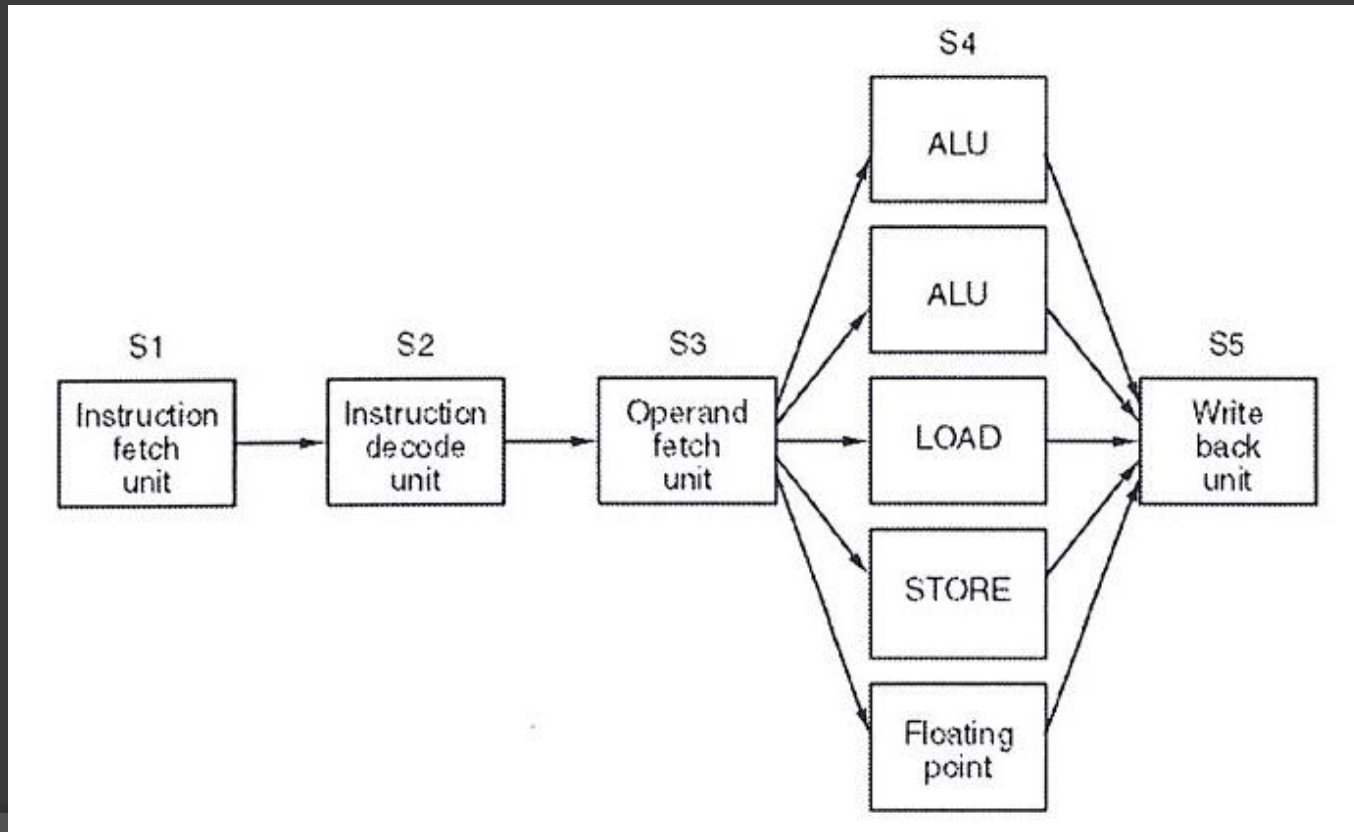 S4
ALU
ALU
S1
S2
S3
S5
Instruction
fetch
unit
Instruction
decode
unit
Operand
fetch
unit
LOAD
Write
back
unit
STORE
Floating
point